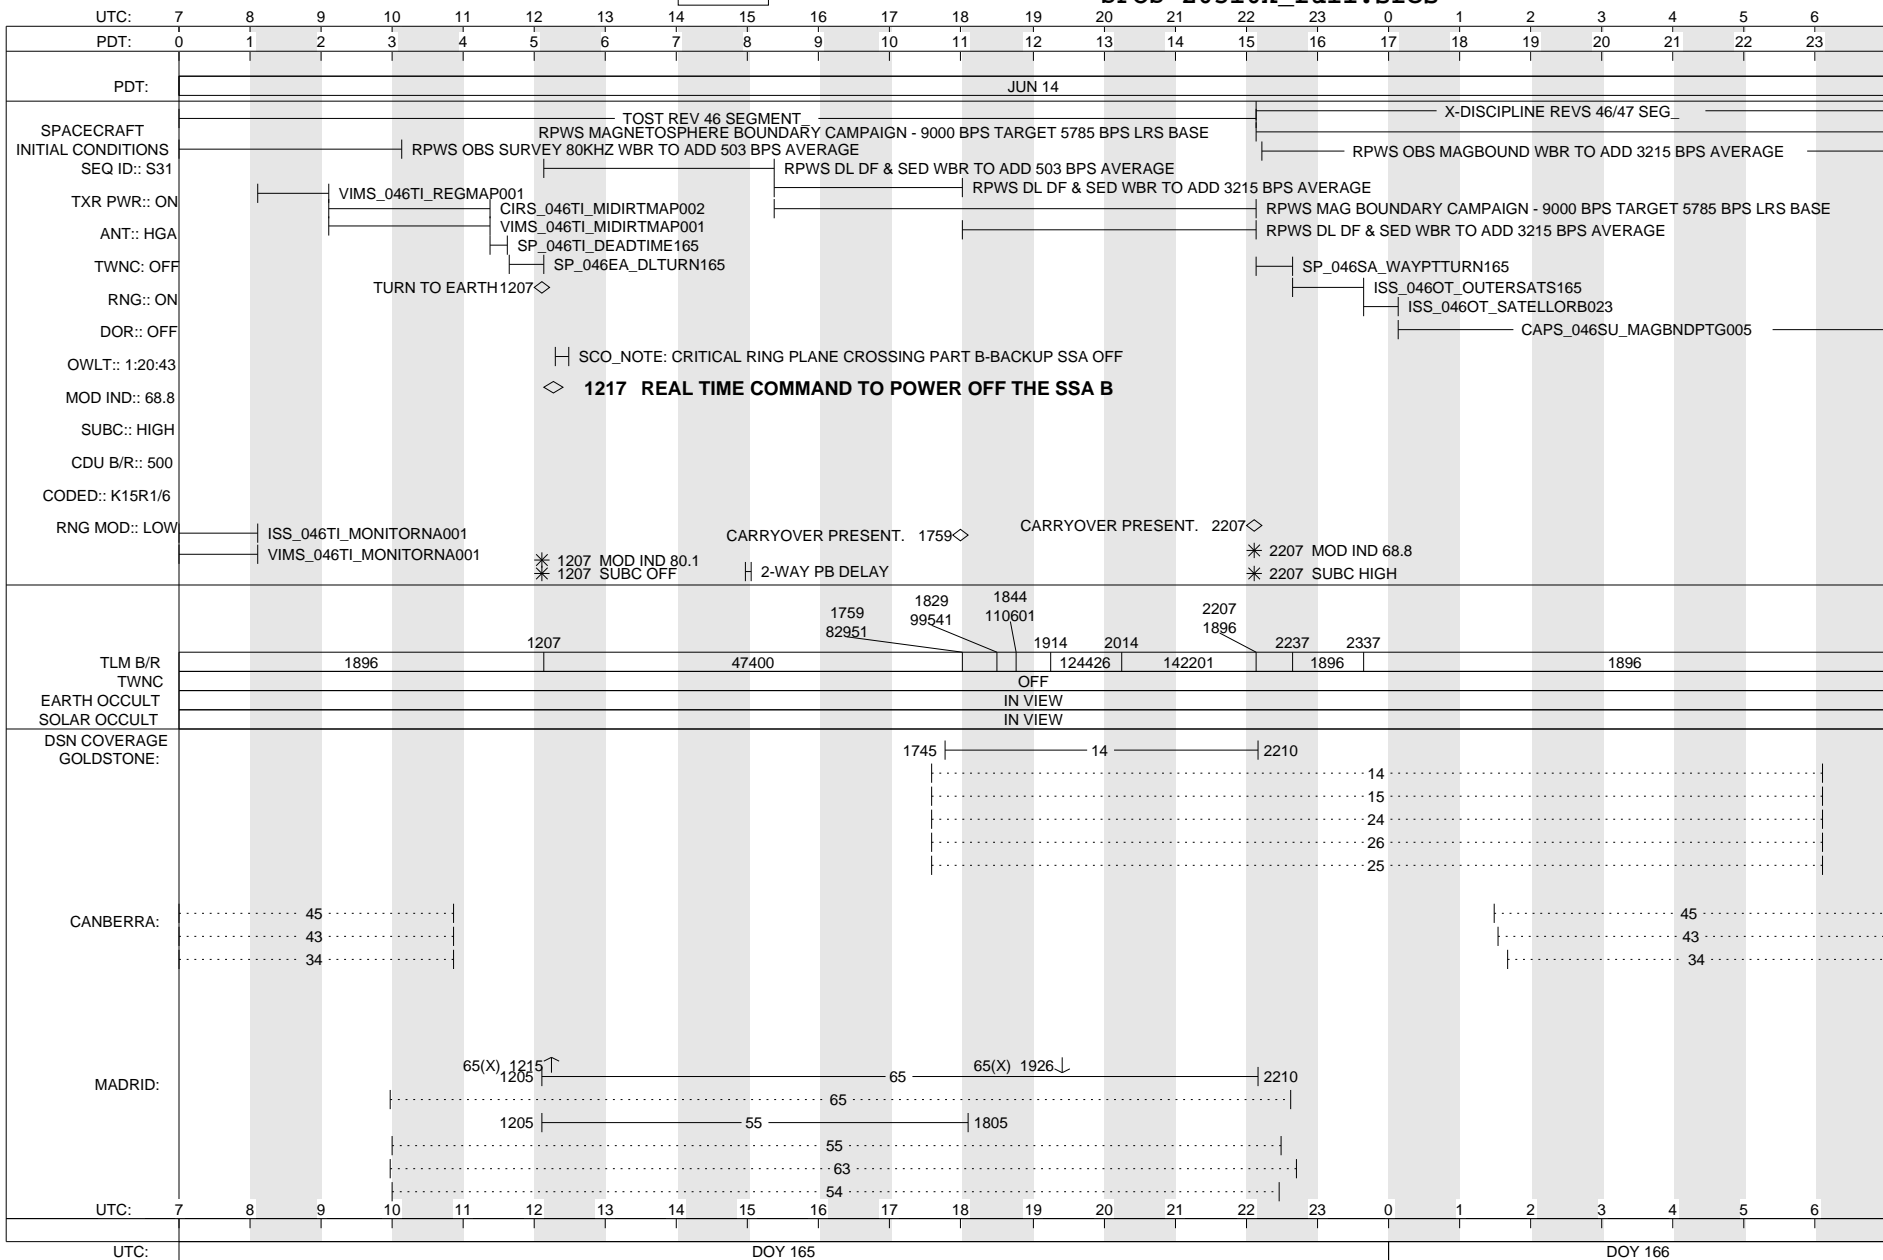 UTC: 7 8 9 10 11 12 13 14 15 16 17 18 19 20 21 22 23 0 1 2 3 4 5 6
PDT: 0 1 2 3 4 5 6 7 8 9 10 11 12 13 14 15 16 17 18 19 20 21 22 23
PDT: JUN 14
TOST REV 46 SEGMENT_
X-DISCIPLINE REVS 46/47 SEG_
SPACECRAFT
INITIAL CONDITIONS
RPWS MAGNETOSPHERE BOUNDARY CAMPAIGN - 9000 BPS TARGET 5785 BPS LRS BASE
RPWS OBS SURVEY 80KHZ WBR TO ADD 503 BPS AVERAGE
RPWS OBS MAGBOUND WBR TO ADD 3215 BPS AVERAGE
SEQ ID:: S31
RPWS DL DF & SED WBR TO ADD 503 BPS AVERAGE
RPWS DL DF & SED WBR TO ADD 3215 BPS AVERAGE
TXR PWR:: ON
VIMS_046TI_REGMAP001
CIRS_046TI_MIDIRTMAP002
RPWS MAG BOUNDARY CAMPAIGN - 9000 BPS TARGET 5785 BPS LRS BASE
VIMS_046TI_MIDIRTMAP001
RPWS DL DF & SED WBR TO ADD 3215 BPS AVERAGE
ANT:: HGA
SP_046TI_DEADTIME165
TWNC: OFF
SP_046EA_DLTURN165
SP_046SA_WAYPTTURN165
TURN TO EARTH 1207
ISS_046OT_OUTERSATS165
RNG:: ON
ISS_046OT_SATELLORB023
DOR:: OFF
CAPS_046SU_MAGBNDPTG005
OWLT:: 1:20:43
SCO_NOTE: CRITICAL RING PLANE CROSSING PART B-BACKUP SSA OFF
1217 REAL TIME COMMAND TO POWER OFF THE SSA B
MOD IND:: 68.8
SUBC:: HIGH
CDU B/R:: 500
CODED:: K15R1/6
RNG MOD:: LOW
ISS_046TI_MONITORNA001
CARRYOVER PRESENT. 1759
CARRYOVER PRESENT. 2207
VIMS_046TI_MONITORNA001
1207 MOD IND 80.1
2207 MOD IND 68.8
1207 SUBC OFF
2-WAY PB DELAY
2207 SUBC HIGH
1759
82951
1829
99541
1844
110601
2207
1896
1207 1914 2014 2237 2337
TLM B/R 1896 47400 124426 142201 1896 1896
TWNC OFF
EARTH OCCULT IN VIEW
SOLAR OCCULT IN VIEW
DSN COVERAGE
GOLDSTONE:
1745 14 2210
14
15
24
26
25
CANBERRA:
45 45
43 43
34 34
MADRID:
65(X) 1215 65(X) 1926
1205 65 2210
65
1205 55 1805
55
63
54
UTC: 7 8 9 10 11 12 13 14 15 16 17 18 19 20 21 22 23 0 1 2 3 4 5 6
UTC: DOY 165 DOY 166